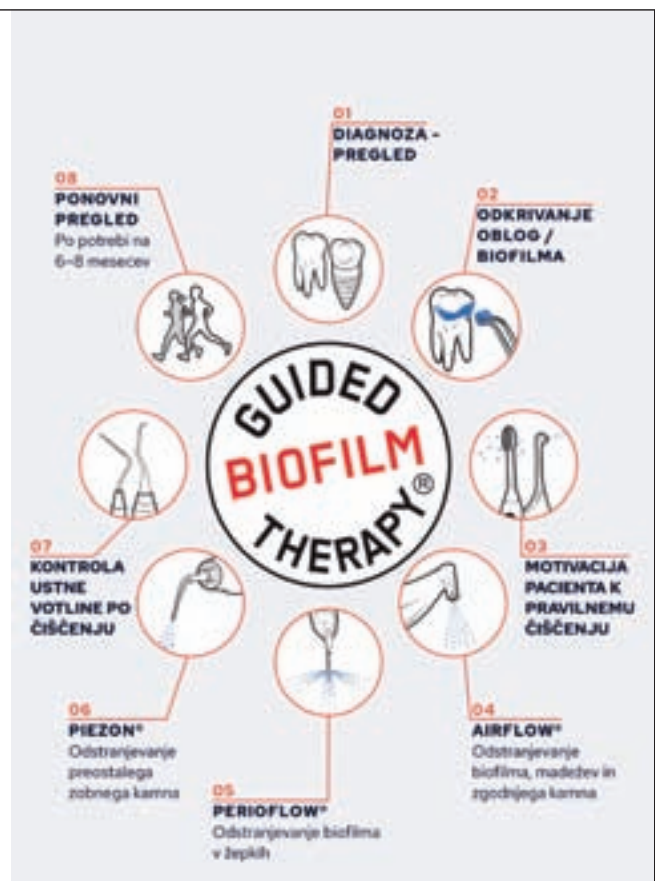 01
DIAGNOZA -
PREGLED
02
ODKRIVANJE
OBLOG /
BIOFILMA
03
MOTIVACIJA
PACIENTA K
PRAVILNEMU
ČIŠČENJU
04
AIRFLOW®
Odstranjevanje
biofilma, madežev in
zgodnjega kamna
05
PERIOFLOW®
Odstranjevanje biofilma
v žepkih
06
PIEZON®
Odstranjevanje
preostalega
zobnega kamna
07
KONTROLA
USTNE
VOTLINE PO
ČIŠČENJU
08
PONOVNI
PREGLED
Po potrebi na
6–8 mesecev
GUIDED
BIOFILM
THERAPY®